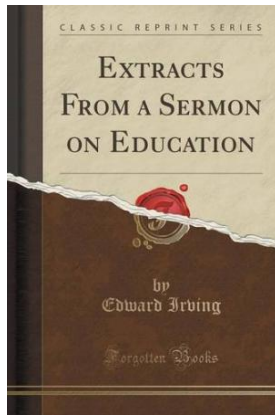 CLASSIC REPRINT SERIES
EXTRACTS
FROM A SERMON
ON EDUCATION
by
Edward Irving
Forgotten Books